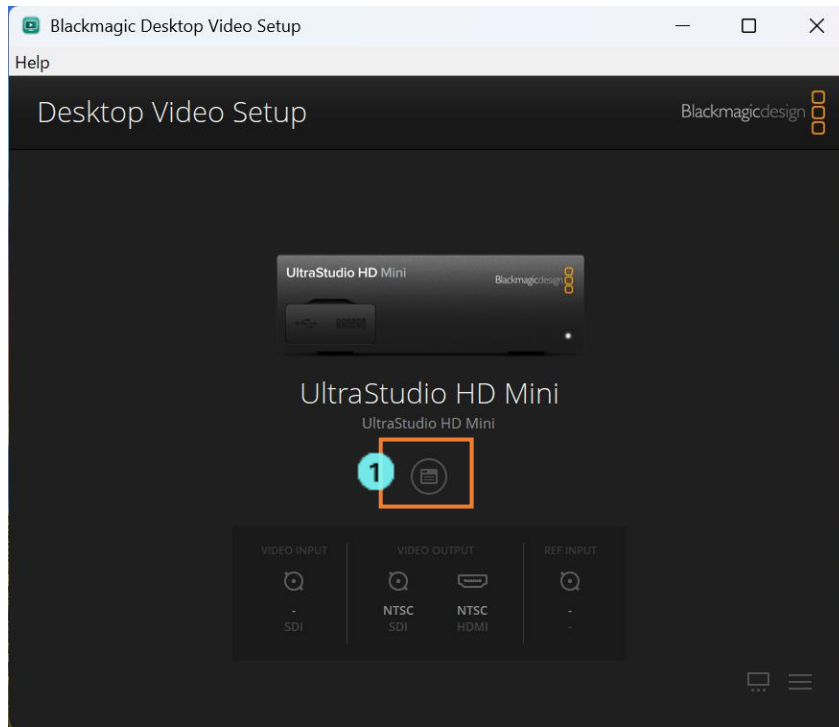 Blackmagic Desktop Video Setup
Help
Desktop Video Setup
Blackmagicdesign
UltraStudio HD Mini
Blackmagicdesign
UltraStudio HD Mini
UltraStudio HD Mini
1
VIDEO INPUT VIDEO OUTPUT REF INPUT
- NTSC NTSC -
SDI SDI HDMI -